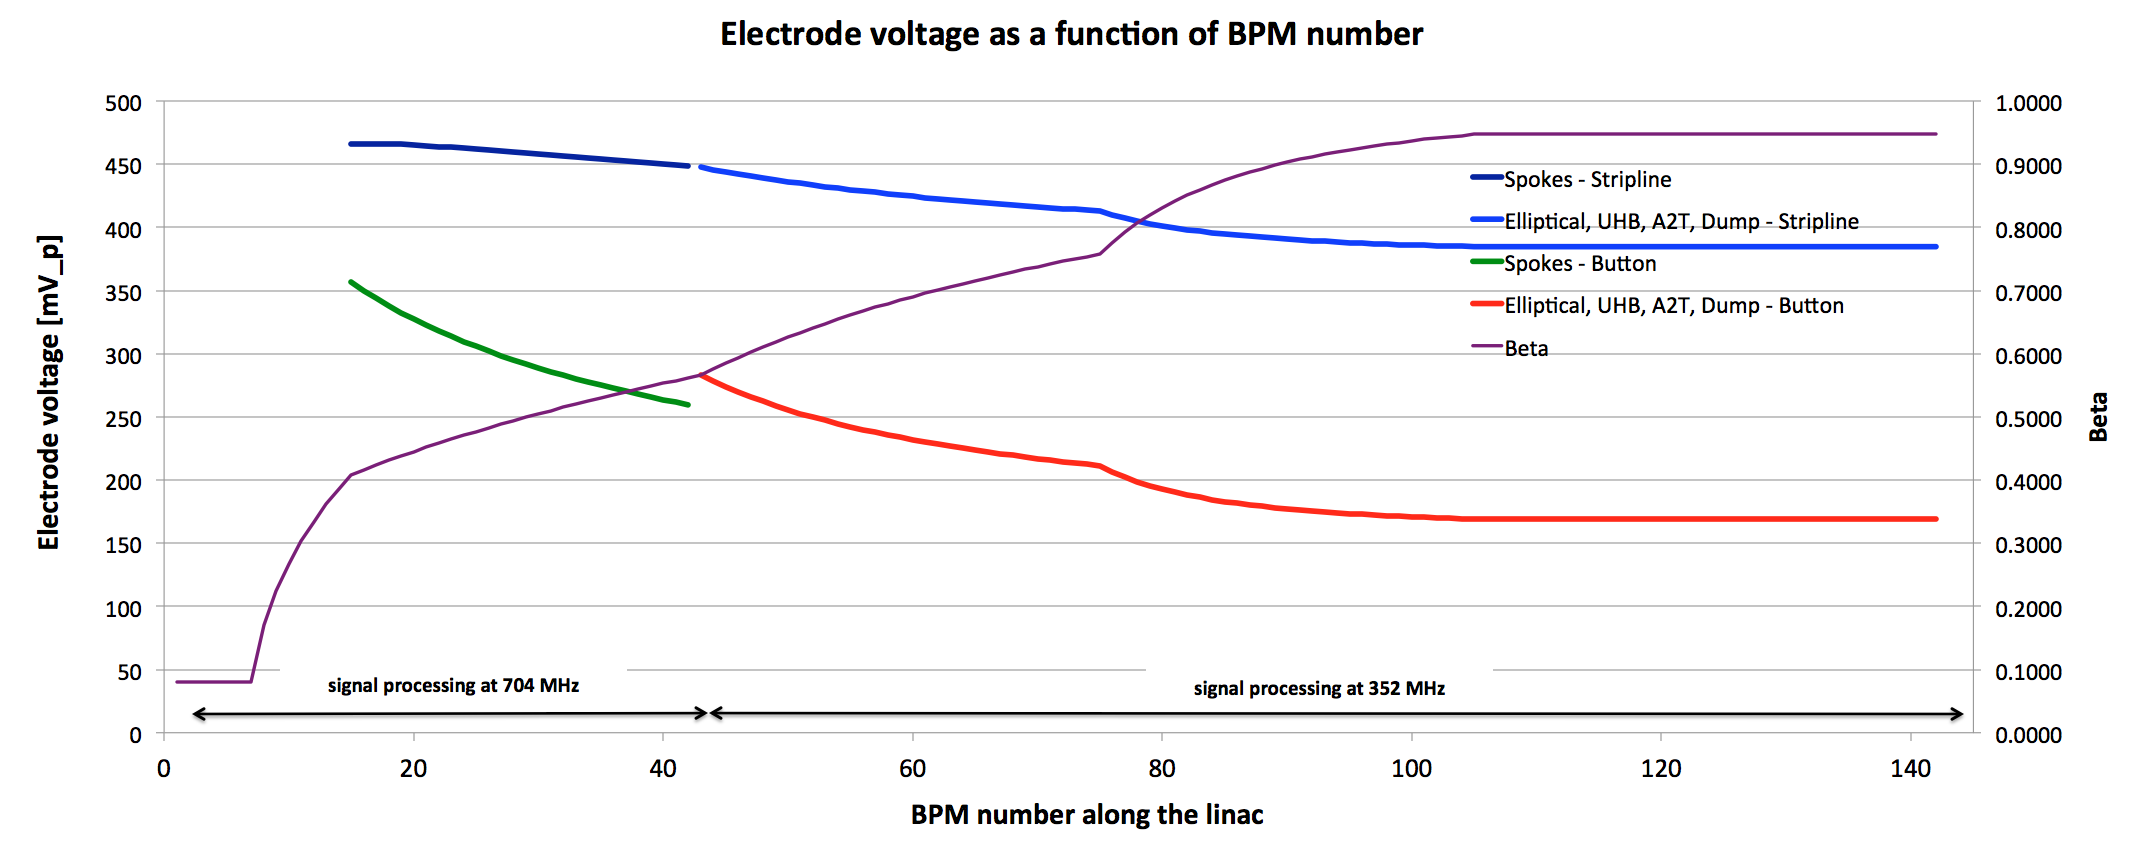 Electrode voltage as a function of BPM number
500
450
400
350
300
250
200
150
100
50
0
Electrode voltage [mV_p]
1.0000
0.9000
0.8000
0.7000
0.6000
0.5000
0.4000
0.3000
0.2000
0.1000
0.0000
Beta
Spokes - Stripline
Elliptical, UHB, A2T, Dump - Stripline
Spokes - Button
Elliptical, UHB, A2T, Dump - Button
Beta
signal processing at 704 MHz
signal processing at 352 MHz
0 20 40 60 80 100 120 140
BPM number along the linac